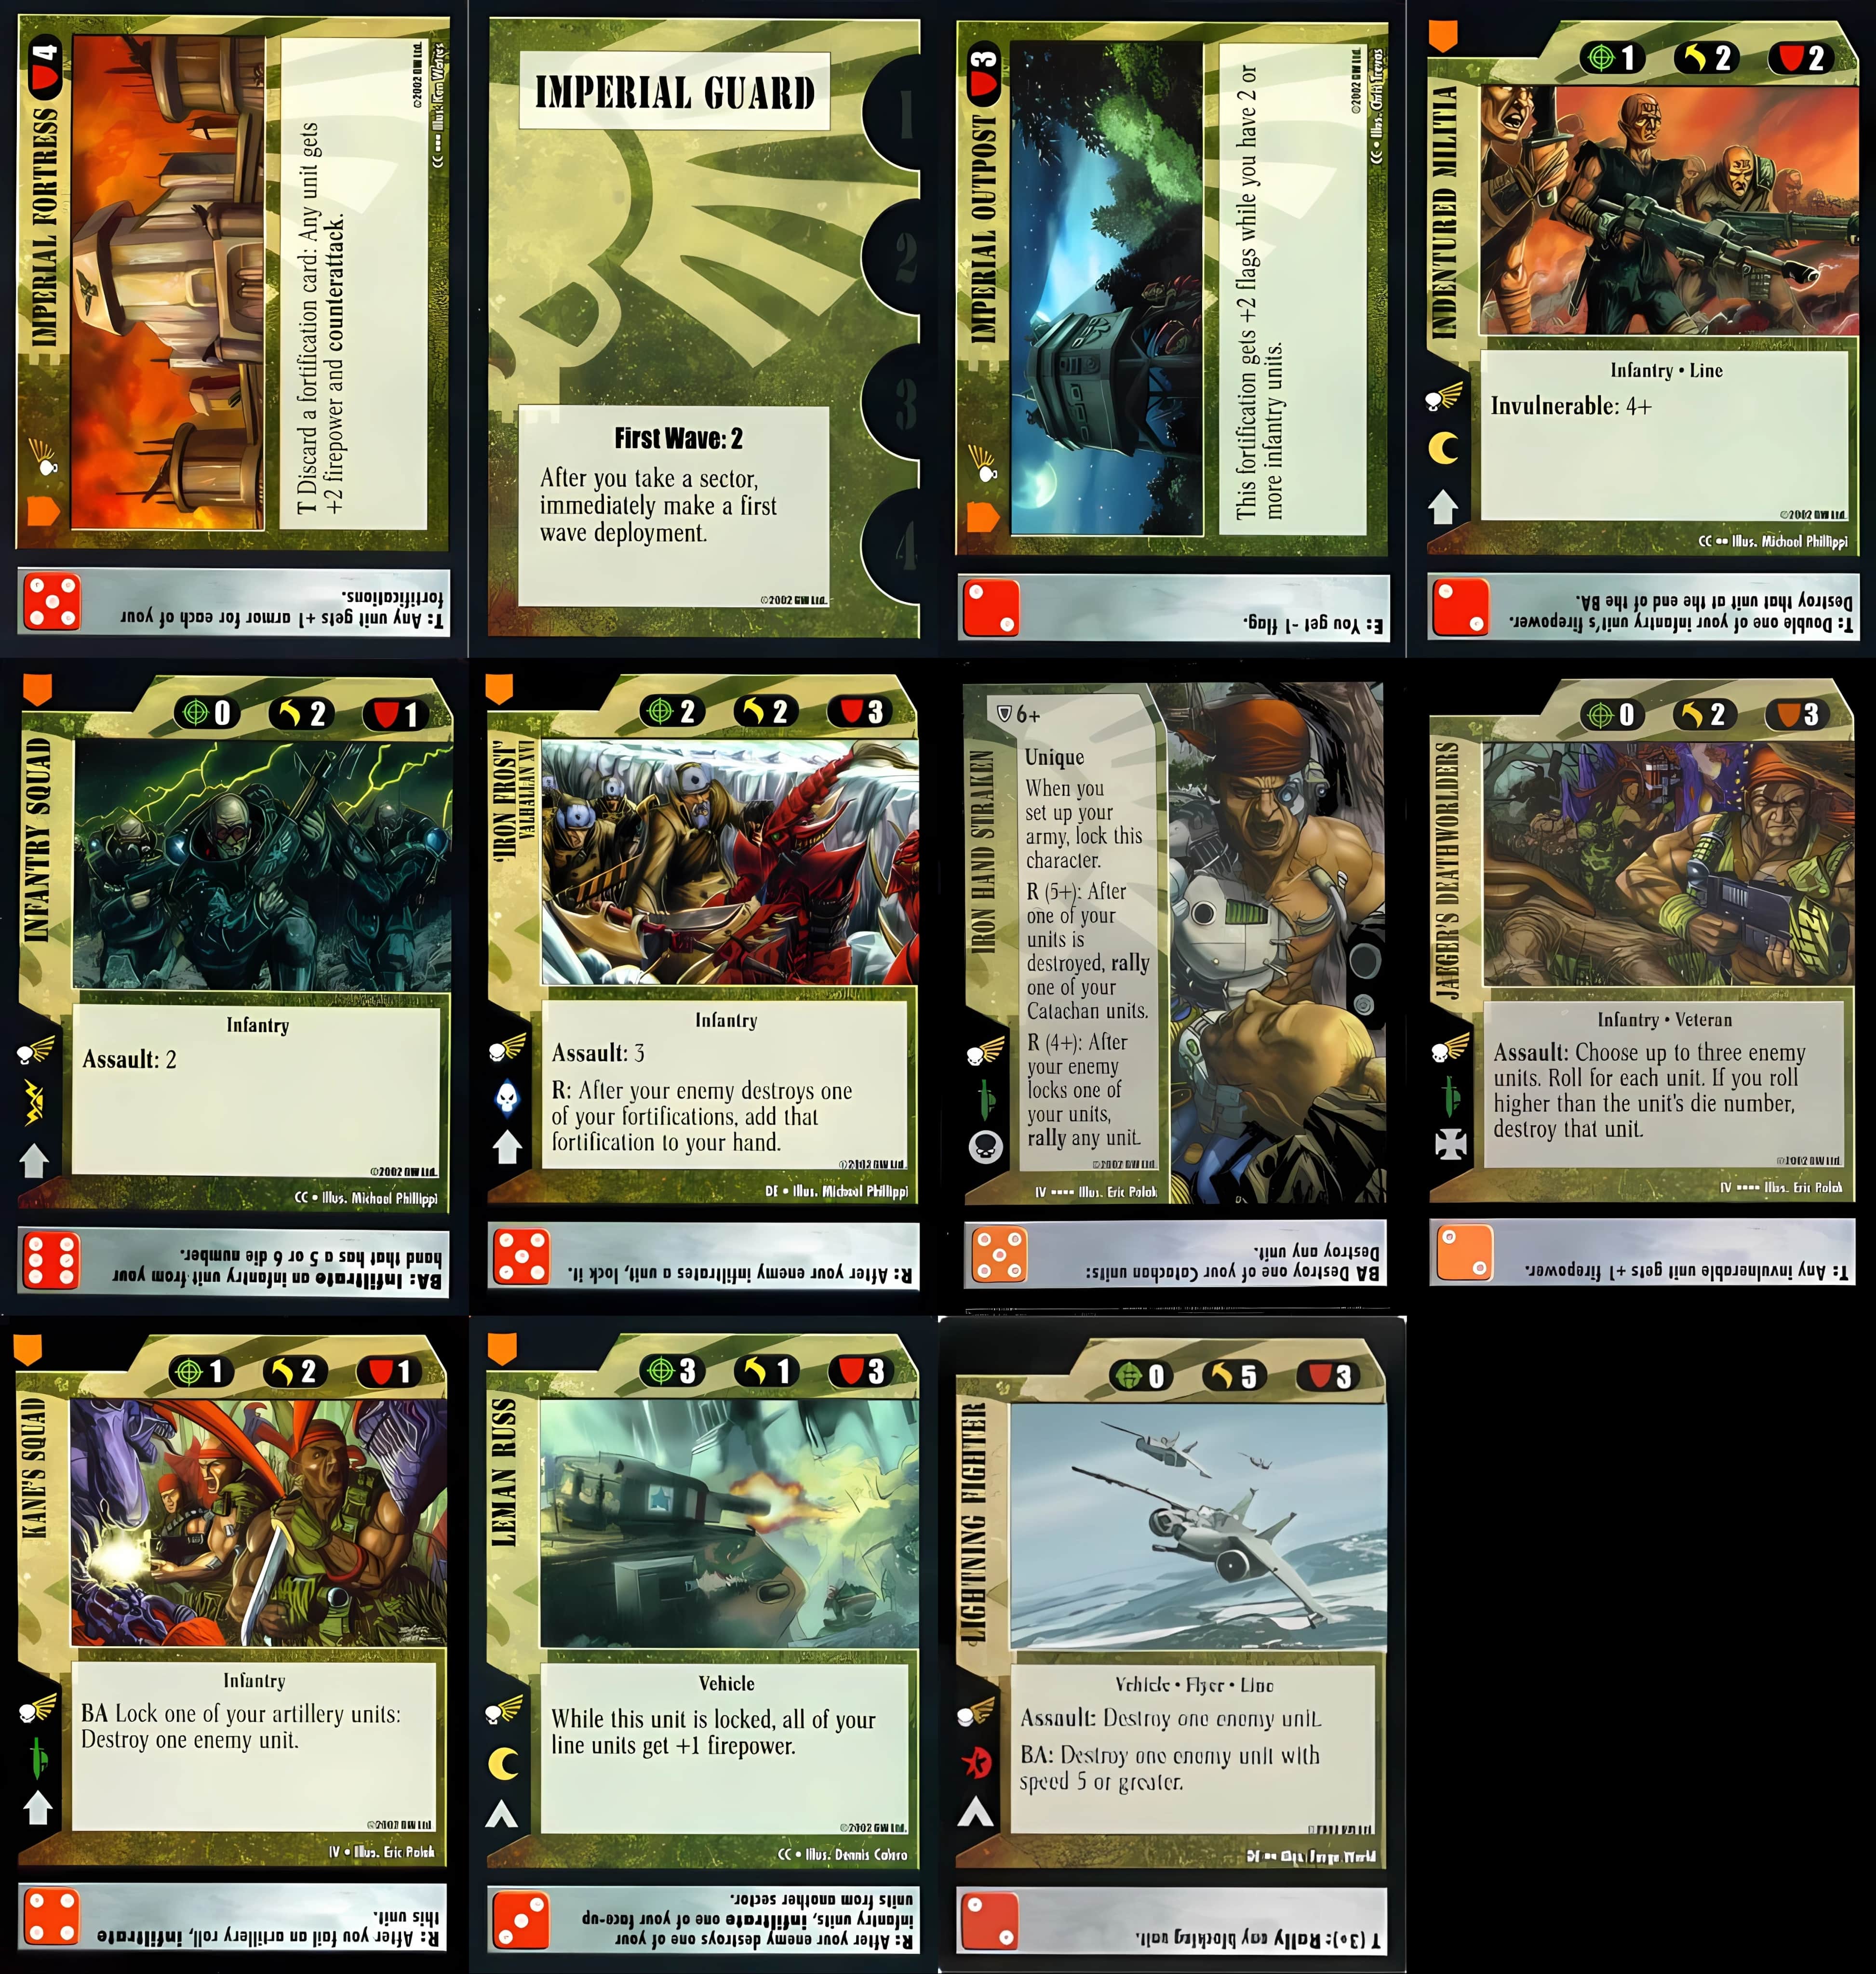 IMPERIAL FORTRESS
4
T Discard a fortification card: Any unit gets
+2 firepower and counterattack.
©2002 GW Ltd.
CC •••• Illus. Ken Waters
T: Any unit gets +1 armor for each of your
fortifications.
IMPERIAL GUARD
1
2
3
4
First Wave: 2
After you take a sector,
immediately make a first
wave deployment.
©2002 GW Ltd.
IMPERIAL OUTPOST
3
This fortification gets +2 flags while you have 2 or
more infantry units.
©2002 GW Ltd.
CC • Illus. Chris Trevas
E: You get -1 flag.
INDENTURED MILITIA
1
2
2
Infantry • Line
Invulnerable: 4+
©2002 GW Ltd.
CC •• Illus. Michael Phillippi
T: Double one of your infantry unit's firepower.
Destroy that unit at the end of the BA.
INFANTRY SQUAD
0
2
1
Infantry
Assault: 2
©2002 GW Ltd.
CC • Illus. Michael Phillippi
BA: Infiltrate an infantry unit from your
hand that has a 5 or 6 die number.
'IRON FROST'
VALHALLAN XVI
2
2
3
Infantry
Assault: 3
R: After your enemy destroys one
of your fortifications, add that
fortification to your hand.
©2002 GW Ltd.
DE • Illus. Michael Phillippi
R: After your enemy infiltrates a unit, lock it.
IRON HAND STRAKEN
6+
Unique
When you
set up your
army, lock this
character.
R (5+): After
one of your
units is
destroyed, rally
one of your
Catachan units.
R (4+): After
your enemy
locks one of
your units,
rally any unit.
©2002 GW Ltd.
IV •••• Illus. Eric Polak
BA Destroy one of your Catachan units:
Destroy any unit.
JAEGER'S DEATHWORLDERS
0
2
3
Infantry • Veteran
Assault: Choose up to three enemy
units. Roll for each unit. If you roll
higher than the unit's die number,
destroy that unit.
©2002 GW Ltd.
IV •••• Illus. Eric Polak
T: Any invulnerable unit gets +1 firepower.
KANE'S SQUAD
1
2
1
Infantry
BA Lock one of your artillery units:
Destroy one enemy unit.
©2002 GW Ltd.
IV • Illus. Eric Polak
R: After you fail an artillery roll, infiltrate
this unit.
LEMAN RUSS
3
1
3
Vehicle
While this unit is locked, all of your
line units get +1 firepower.
©2002 GW Ltd.
CC • Illus. Dennis Calero
R: After your enemy destroys one of your
infantry units, infiltrate one of your face-up
units from another sector.
LIGHTNING FIGHTER
0
5
3
Vehicle • Flyer • Line
Assault: Destroy one enemy unit.
BA: Destroy one enemy unit with
speed 5 or greater.
T (3+): Rally any blocking unit.